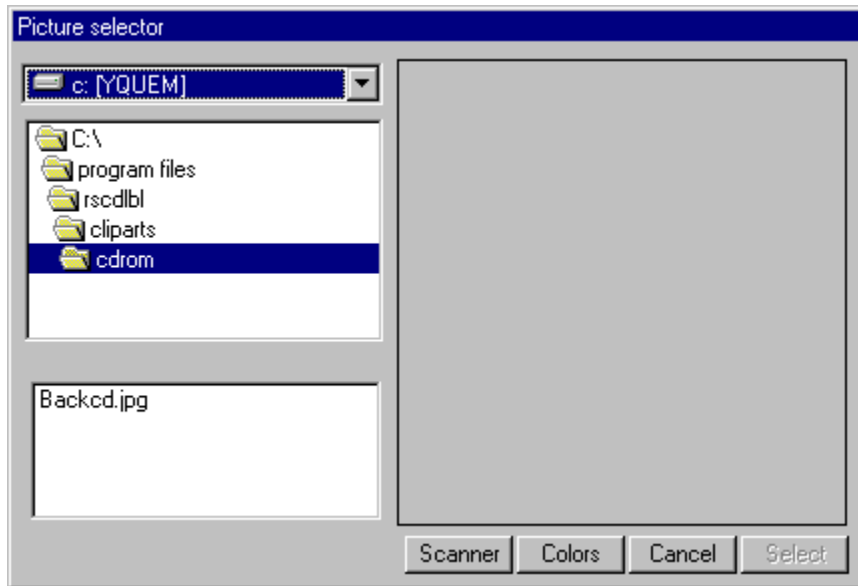 Picture selector
c: [YQUEM]
C:\
program files
rscdlbl
cliparts
cdrom
Backcd.jpg
Scanner Colors Cancel Select